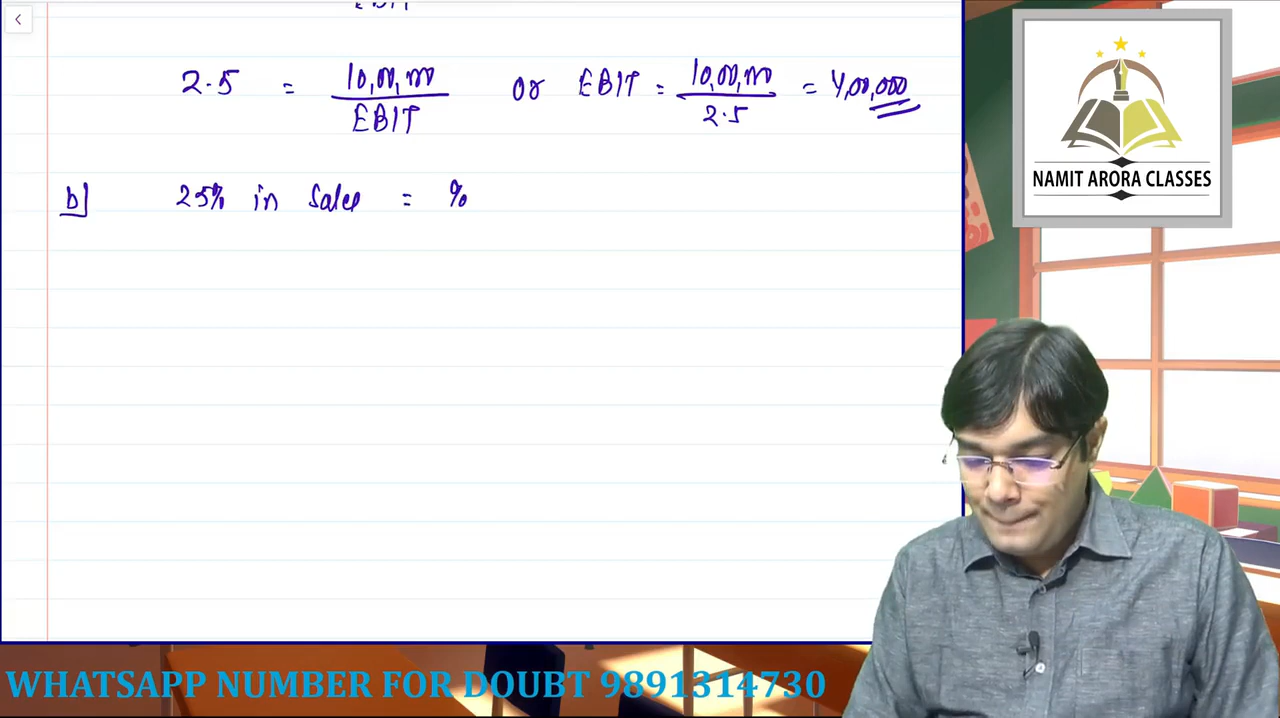 EBIT
2.5 = 10,00,000 / EBIT or EBIT = 10,00,000 / 2.5 = 4,00,000
b] 25% in Sales = %
NAMIT ARORA CLASSES
WHATSAPP NUMBER FOR DOUBT 9891314730